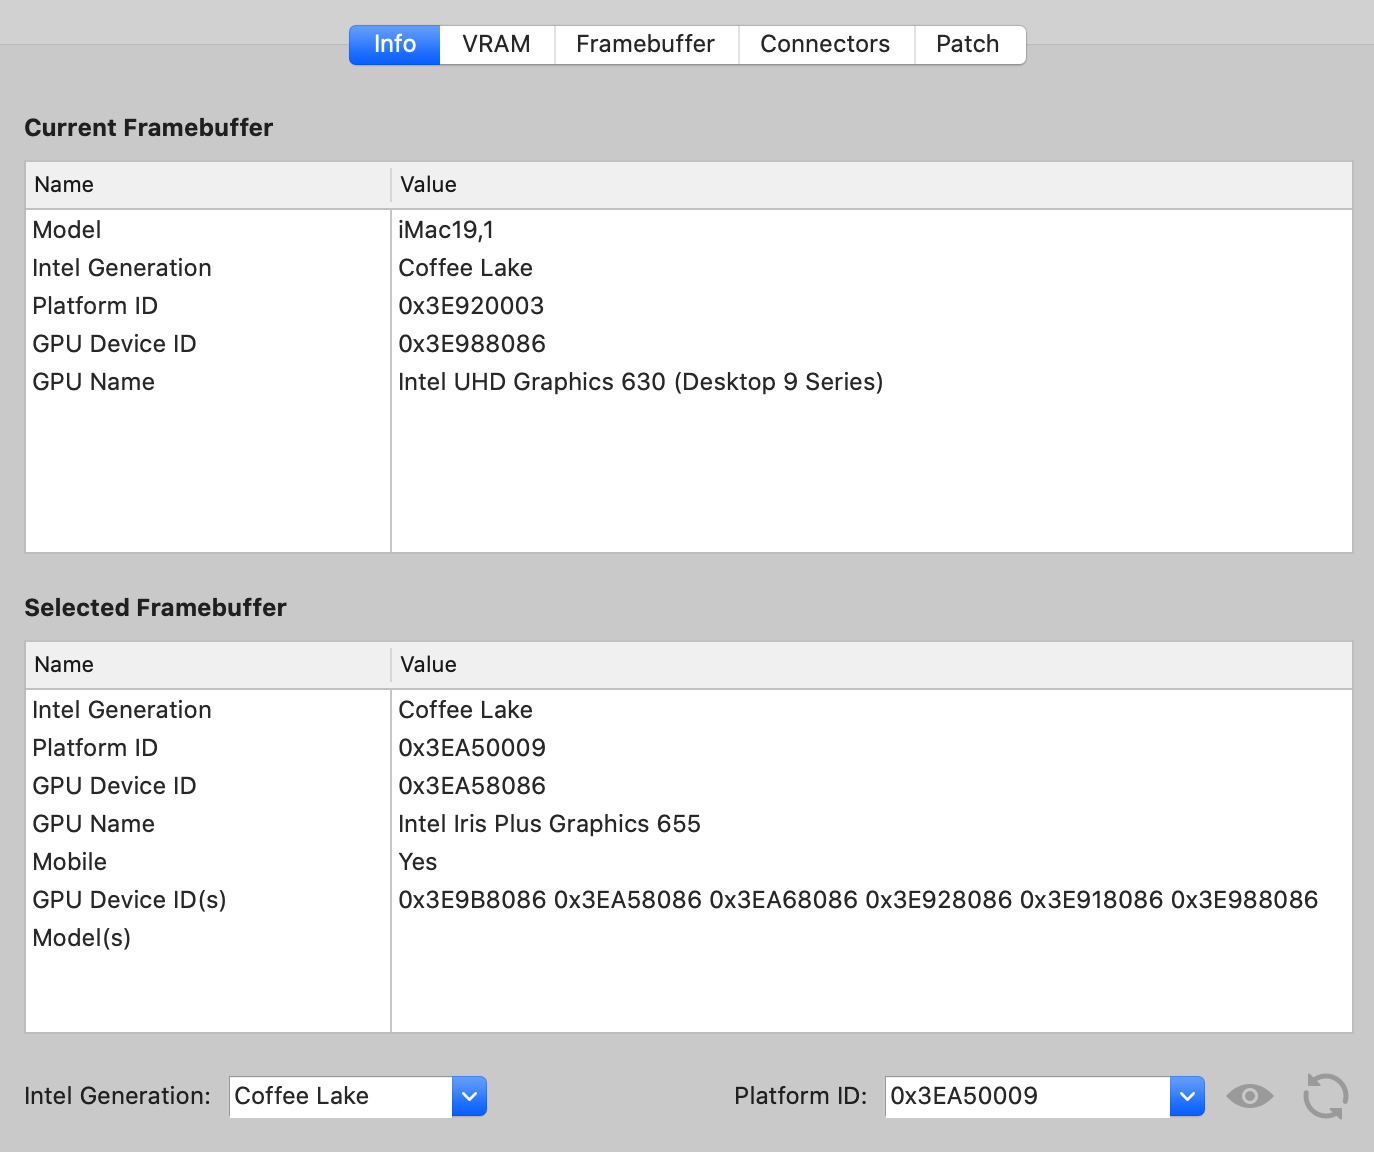 Info VRAM Framebuffer Connectors Patch
Current Framebuffer
Name Value
Model iMac19,1
Intel Generation Coffee Lake
Platform ID 0x3E920003
GPU Device ID 0x3E988086
GPU Name Intel UHD Graphics 630 (Desktop 9 Series)
Selected Framebuffer
Name Value
Intel Generation Coffee Lake
Platform ID 0x3EA50009
GPU Device ID 0x3EA58086
GPU Name Intel Iris Plus Graphics 655
Mobile Yes
GPU Device ID(s) 0x3E9B8086 0x3EA58086 0x3EA68086 0x3E928086 0x3E918086 0x3E988086
Model(s)
Intel Generation: Coffee Lake Platform ID: 0x3EA50009